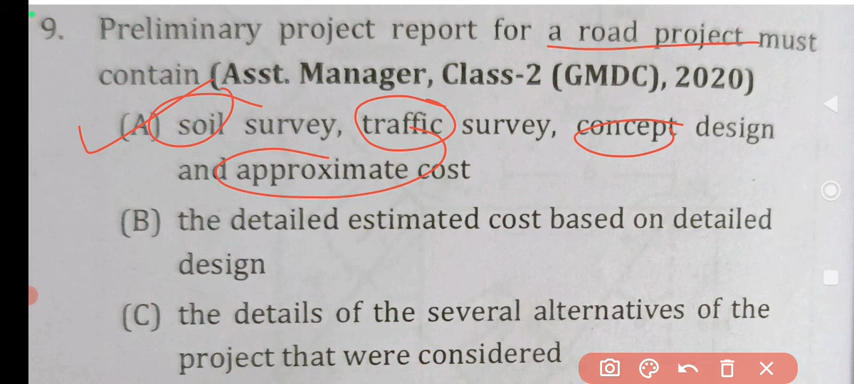 9. Preliminary project report for a road project must
contain (Asst. Manager, Class-2 (GMDC), 2020)
(A) soil survey, traffic survey, concept design
and approximate cost
(B) the detailed estimated cost based on detailed
design
(C) the details of the several alternatives of the
project that were considered